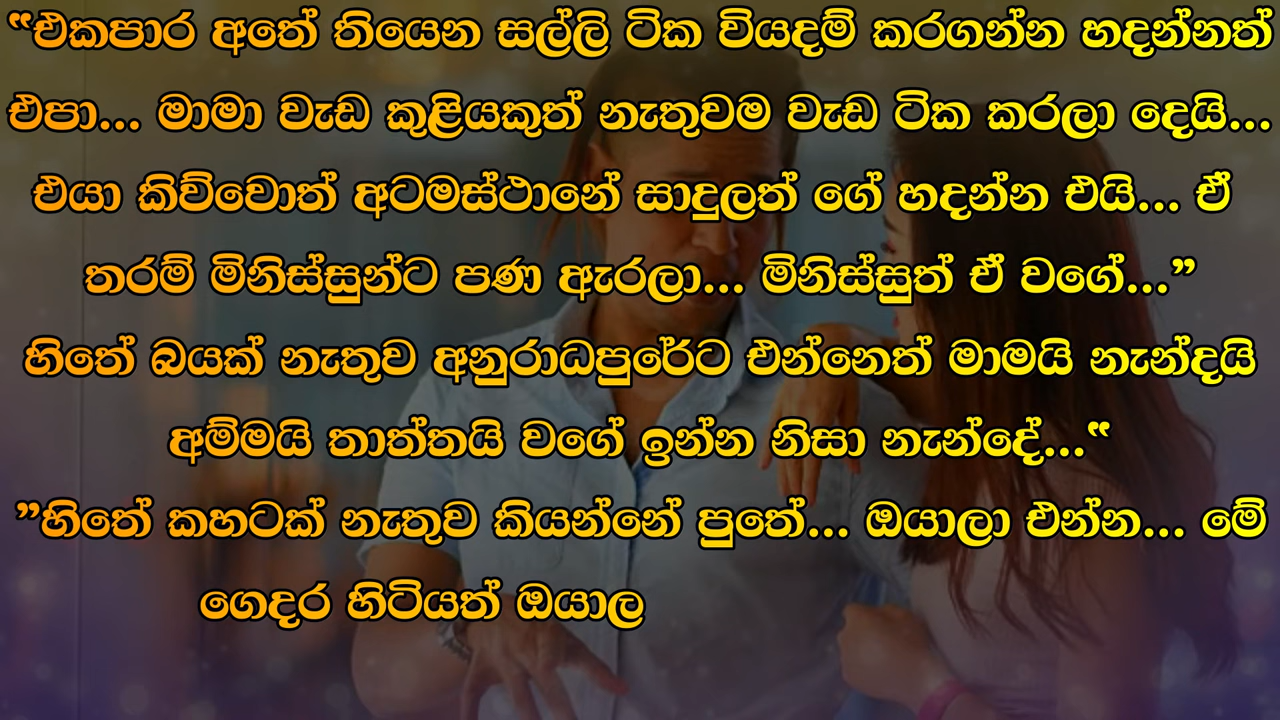 “එකපාර අතේ තියෙන සල්ලි ටික වියදම් කරගන්න හදන්නත්
එපා... මාමා වැඩ කුළියකුත් නැතුවම වැඩ ටික කරලා දෙයි...
එයා කිව්වොත් අටමස්ථානේ සාදුලත් ගේ හදන්න එයි... ඒ
තරම් මිනිස්සුන්ට පණ ඇරලා... මිනිස්සුත් ඒ වගේ...”
හිතේ බයක් නැතුව අනුරාධපුරේට එන්නෙත් මාමයි නැන්දයි
අම්මයි තාත්තයි වගේ ඉන්න නිසා නැන්දේ...“
”හිතේ කහටක් නැතුව කියන්නේ පුතේ... ඔයාලා එන්න... මේ
ගෙදර හිටියත් ඔයාල